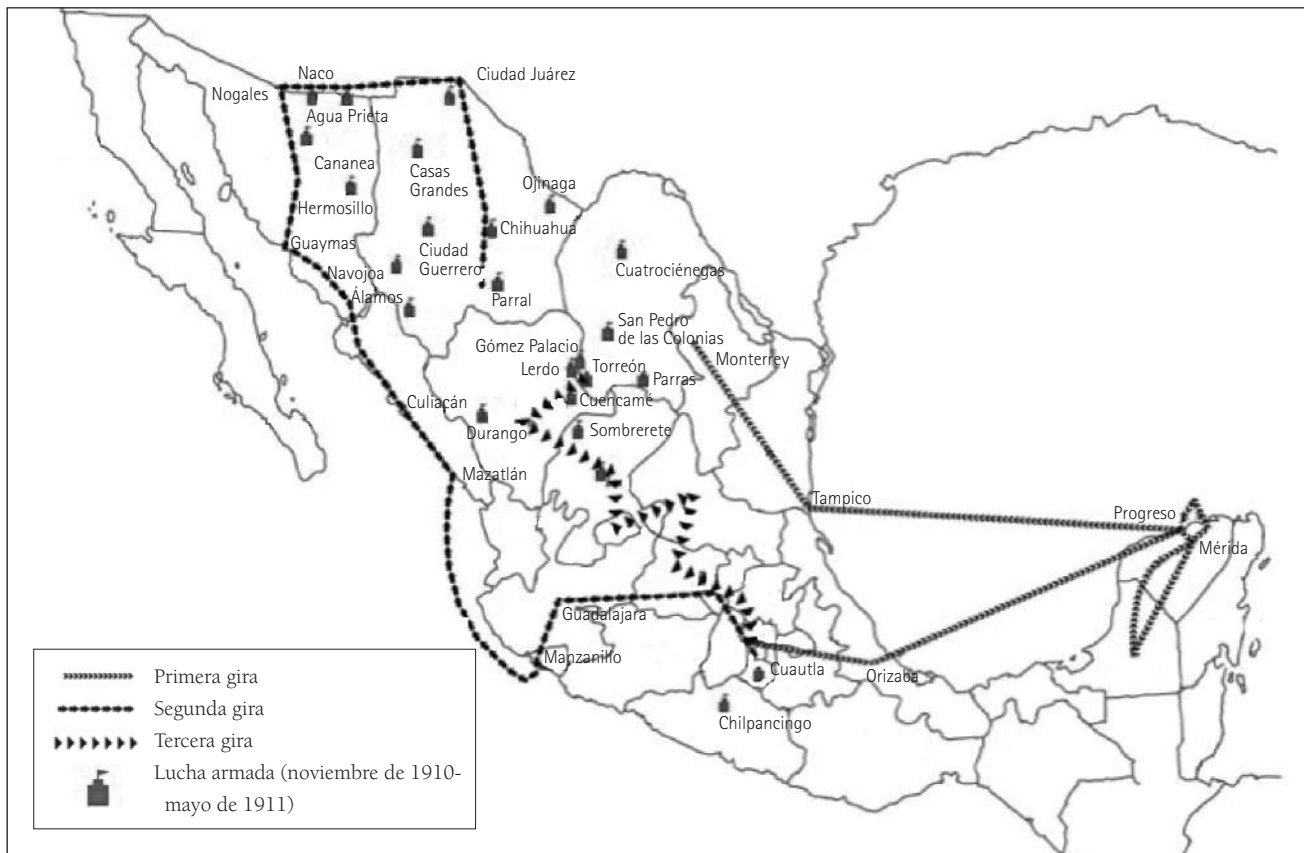 Naco
Ciudad Juárez
Nogales
Agua Prieta
Cananea
Casas
Grandes
Ojinaga
Hermosillo
Chihuahua
Guaymas
Ciudad
Guerrero
Cuatrociénegas
Navojoa
Álamos
Parral
San Pedro
de las Colonias
Gómez Palacio
Monterrey
Lerdo
Torreón
Parras
Cuencamé
Culiacán
Durango
Sombrerete
Mazatlán
Tampico
Progreso
Mérida
Guadalajara
Manzanillo
Cuautla
Orizaba
Chilpancingo
Primera gira
Segunda gira
Tercera gira
Lucha armada (noviembre de 1910-
mayo de 1911)